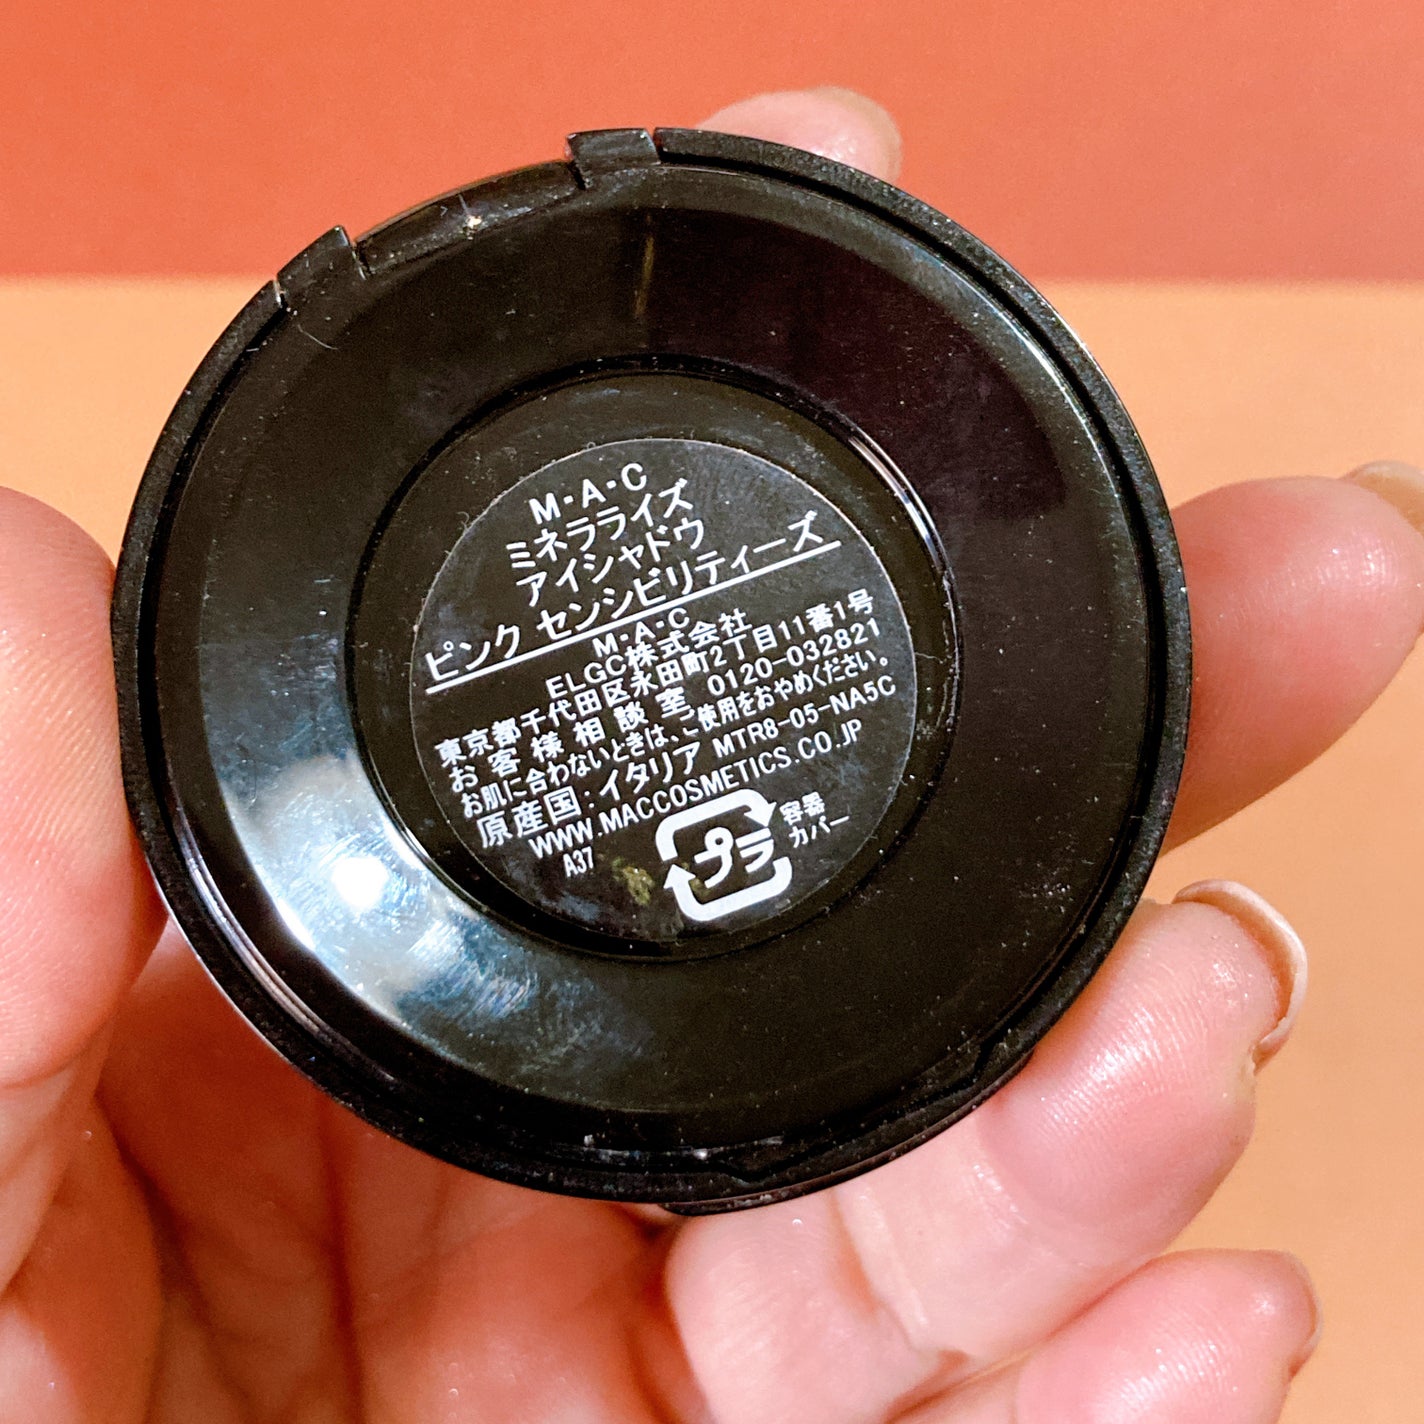 M・A・C
ミネラライズ
アイシャドウ
ピンク センシビリティーズ
M・A・C
ELGC株式会社
東京都千代田区永田町2丁目11番1号
お客様相談室 0120-032821
お肌に合わないときは、ご使用をおやめください。
原産国:イタリア MTR8-05-NA5C
WWW.MACCOSMETICS.CO.JP
A37
プラ
容器
カバー